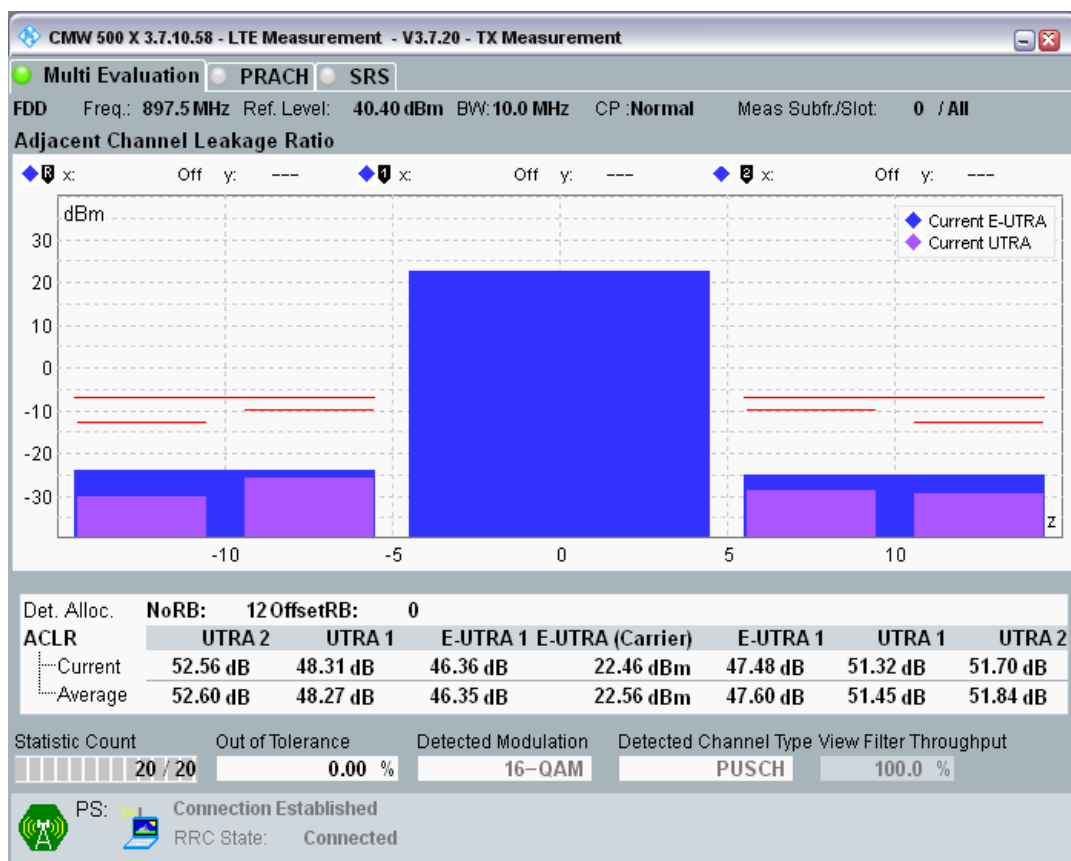 CMW 500 X 3.7.10.58 - LTE Measurement - V3.7.20 - TX Measurement
Multi Evaluation PRACH SRS
FDD Freq.: 897.5 MHz Ref. Level: 40.40 dBm BW: 10.0 MHz CP :Normal Meas Subfr./Slot: 0 / All
Adjacent Channel Leakage Ratio
R x: Off y: --- 1 x: Off y: --- 2 x: Off y: ---
dBm
Current E-UTRA
Current UTRA
30
20
10
0
-10
-20
-30
z
-10 -5 0 5 10
Det. Alloc. NoRB: 12 OffsetRB: 0
ACLR UTRA 2 UTRA 1 E-UTRA 1 E-UTRA (Carrier) E-UTRA 1 UTRA 1 UTRA 2
Current 52.56 dB 48.31 dB 46.36 dB 22.46 dBm 47.48 dB 51.32 dB 51.70 dB
Average 52.60 dB 48.27 dB 46.35 dB 22.56 dBm 47.60 dB 51.45 dB 51.84 dB
Statistic Count Out of Tolerance Detected Modulation Detected Channel Type View Filter Throughput
20 / 20 0.00 % 16-QAM PUSCH 100.0 %
PS: Connection Established
RRC State: Connected